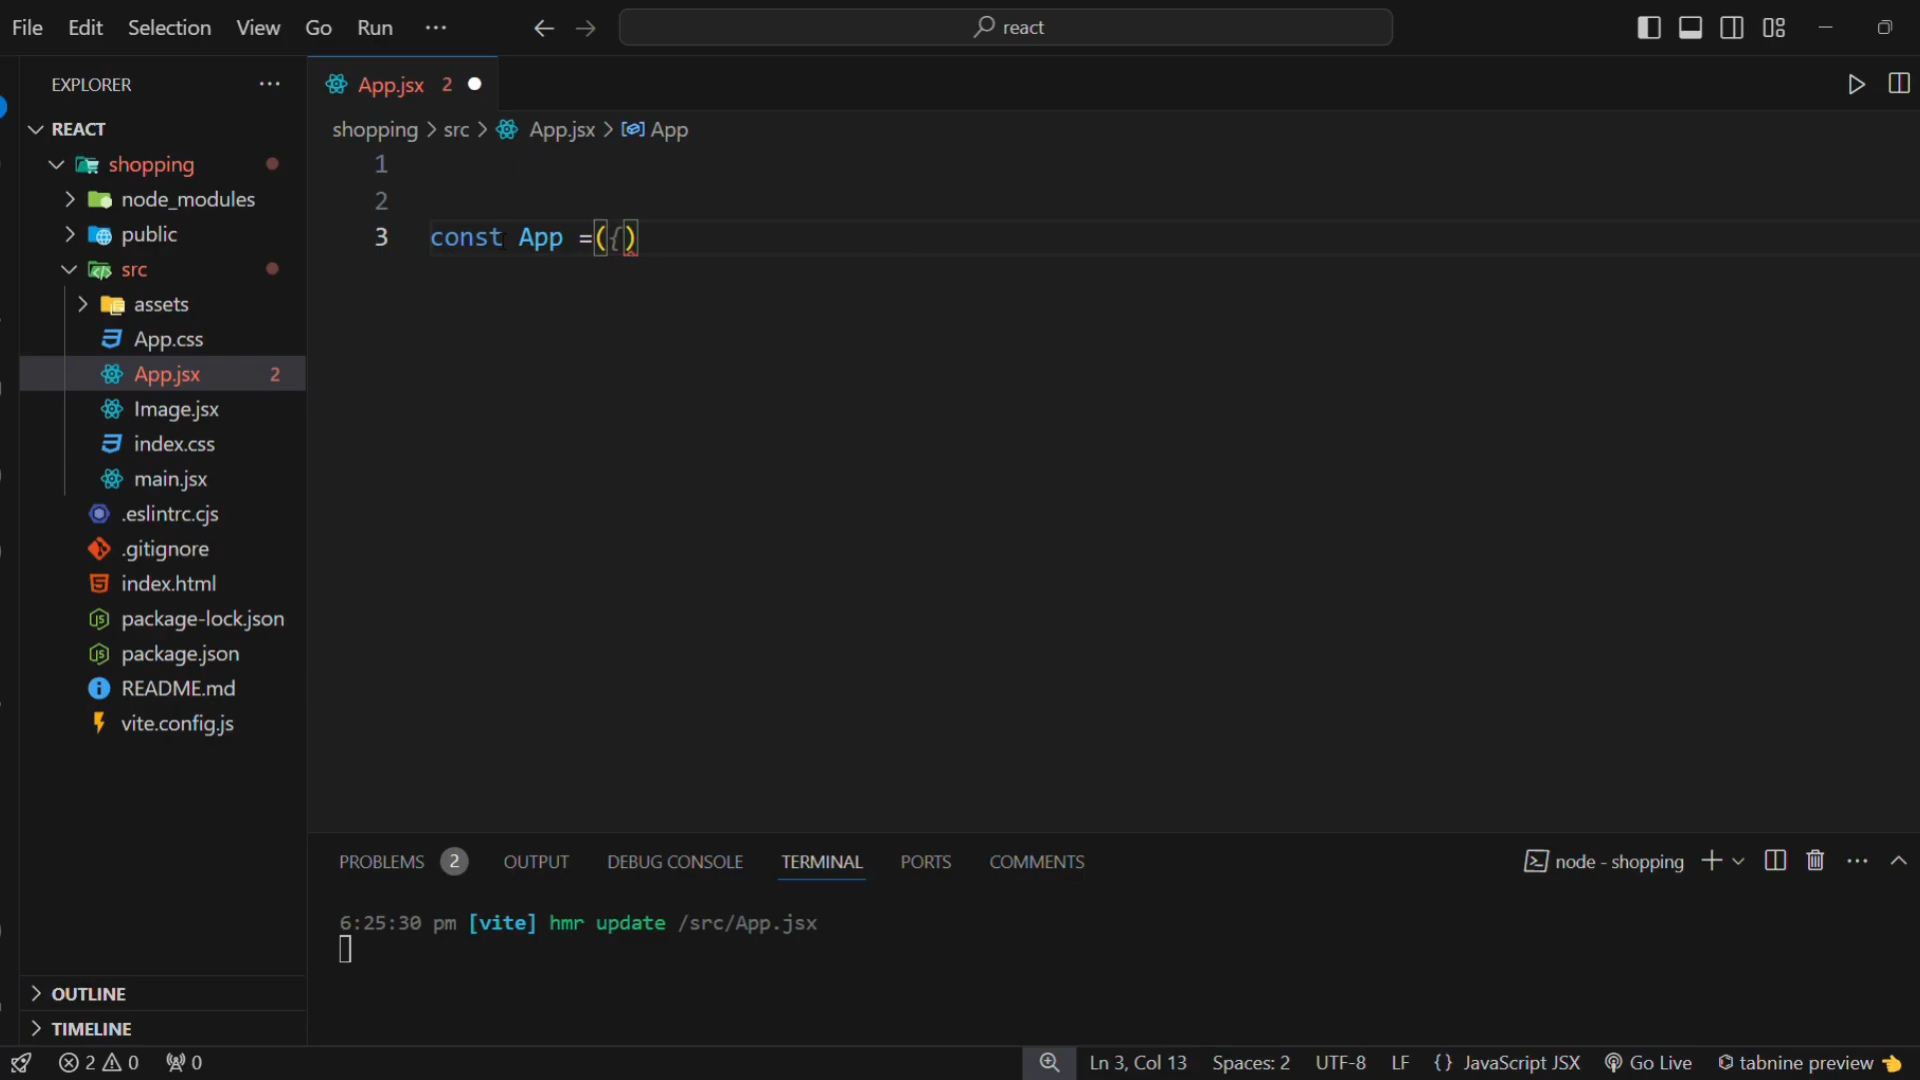 File Edit Selection View Go Run ··· react
EXPLORER ···
App.jsx 2
REACT
shopping > src > App.jsx > App
shopping
node_modules
public
src
assets
App.css
App.jsx 2
Image.jsx
index.css
main.jsx
.eslintrc.cjs
.gitignore
index.html
package-lock.json
package.json
README.md
vite.config.js
OUTLINE
TIMELINE
1
2
3 const App =({)
PROBLEMS 2 OUTPUT DEBUG CONSOLE TERMINAL PORTS COMMENTS node - shopping ···
6:25:30 pm [vite] hmr update /src/App.jsx
2 0 0 Ln 3, Col 13 Spaces: 2 UTF-8 LF {} JavaScript JSX Go Live tabnine preview